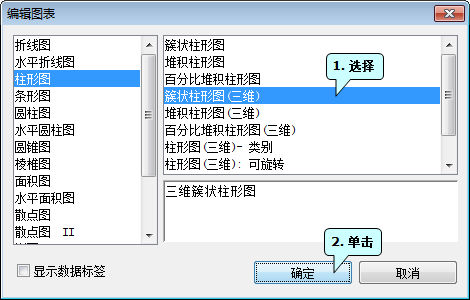 编辑图表
折线图
水平折线图
柱形图
条形图
圆柱图
水平圆柱图
圆锥图
棱椎图
面积图
水平面积图
散点图
散点图 II
簇状柱形图
堆积柱形图
百分比堆积柱形图
簇状柱形图(三维)
堆积柱形图(三维)
百分比堆积柱形图(三维)
柱形图(三维)- 类别
柱形图(三维): 可旋转
1. 选择
三维簇状柱形图
2. 单击
显示数据标签
确定
取消